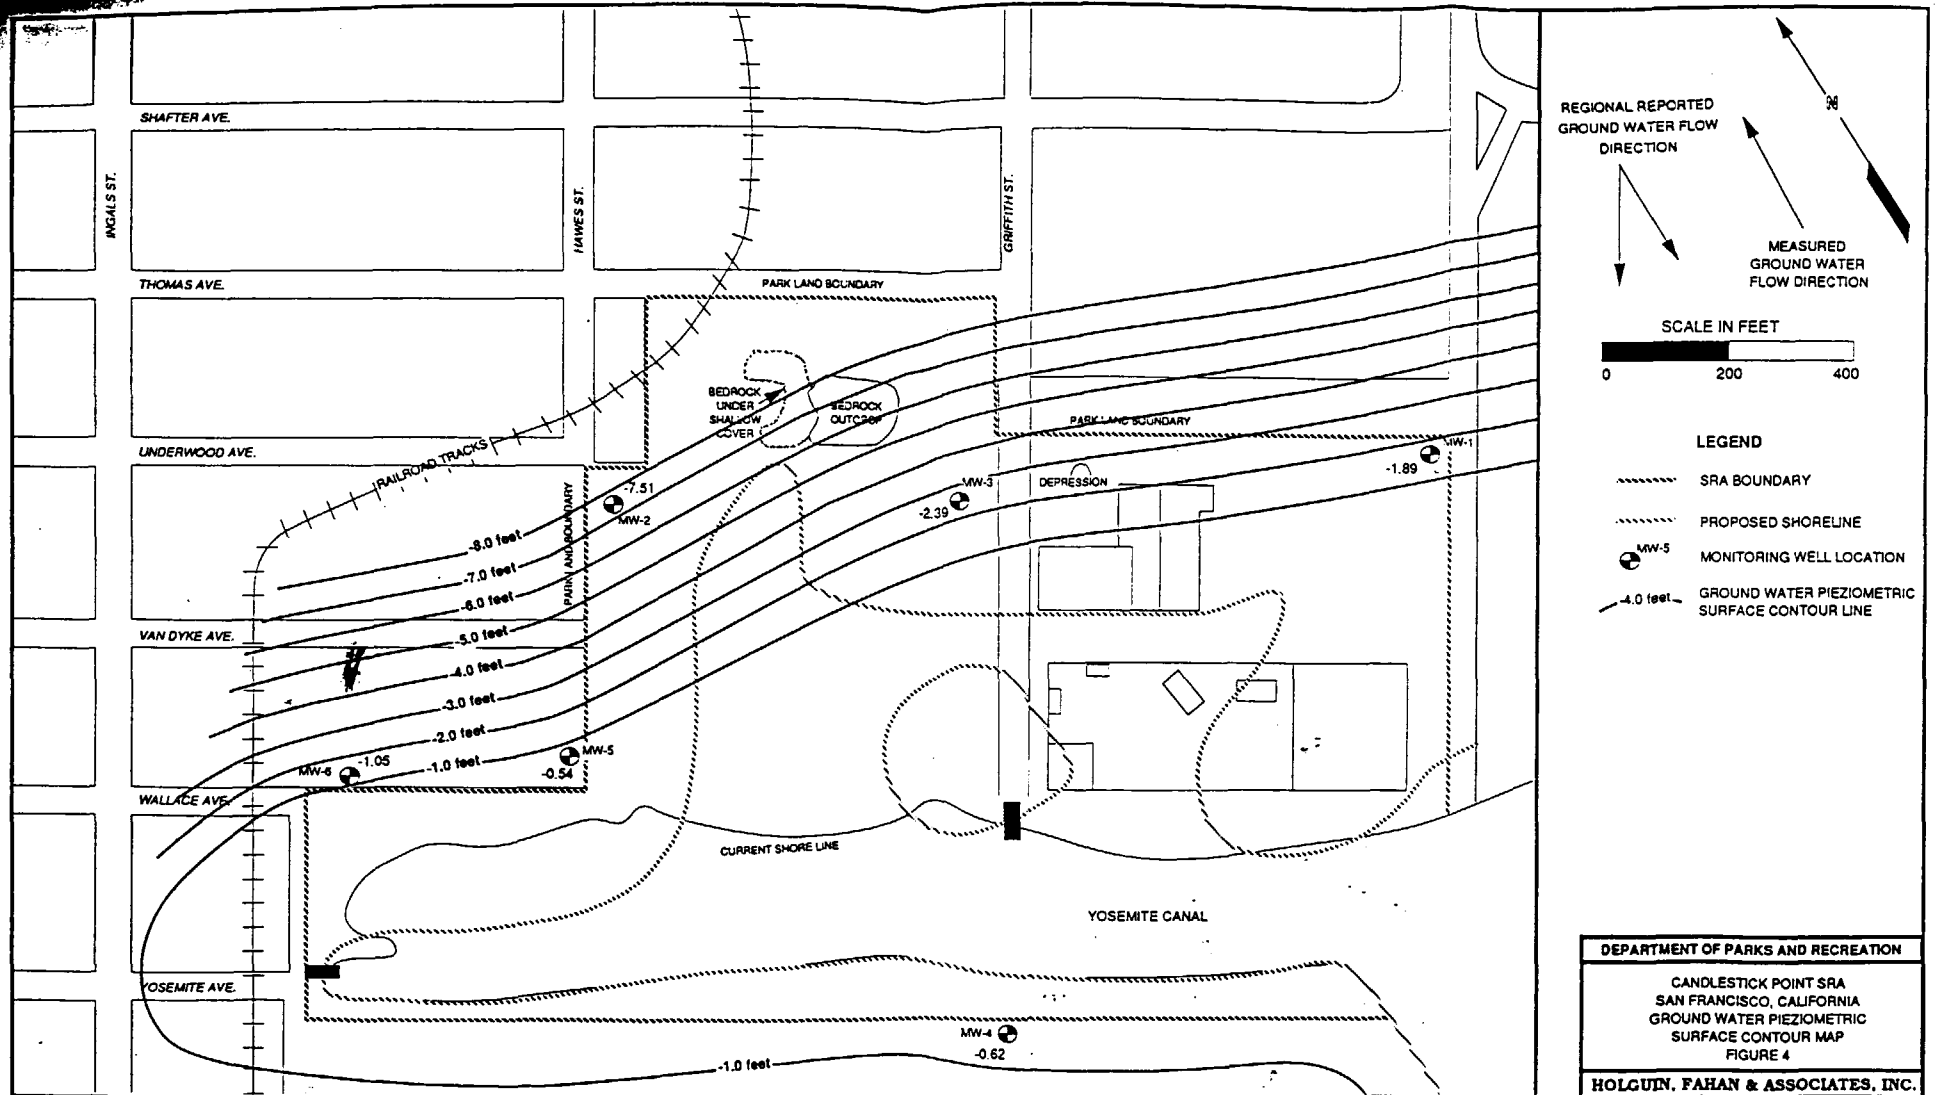 SHAFTER AVE.
INGALS ST.
HAWES ST.
GRIFFITH ST.
THOMAS AVE.
PARK LAND BOUNDARY
BEDROCK
UNDER
SHALLOW
COVER
BEDROCK
OUTCROP
PARK LAND BOUNDARY
MW-1
-1.89
UNDERWOOD AVE.
RAILROAD TRACKS
PARK LAND BOUNDARY
-7.51
MW-2
MW-3
-2.39
DEPRESSION
-8.0 feet
-7.0 feet
-6.0 feet
-5.0 feet
-4.0 feet
-3.0 feet
-2.0 feet
-1.0 feet
VAN DYKE AVE.
MW-6
-1.05
MW-5
-0.54
WALLACE AVE.
CURRENT SHORE LINE
YOSEMITE CANAL
YOSEMITE AVE.
MW-4
-0.62
-1.0 feet
REGIONAL REPORTED
GROUND WATER FLOW
DIRECTION
MEASURED
GROUND WATER
FLOW DIRECTION
SCALE IN FEET
0 200 400
LEGEND
SRA BOUNDARY
PROPOSED SHORELINE
MW-5
MONITORING WELL LOCATION
-4.0 feet
GROUND WATER PIEZIOMETRIC
SURFACE CONTOUR LINE
DEPARTMENT OF PARKS AND RECREATION
CANDLESTICK POINT SRA
SAN FRANCISCO, CALIFORNIA
GROUND WATER PIEZIOMETRIC
SURFACE CONTOUR MAP
FIGURE 4
HOLGUIN, FAHAN & ASSOCIATES, INC.